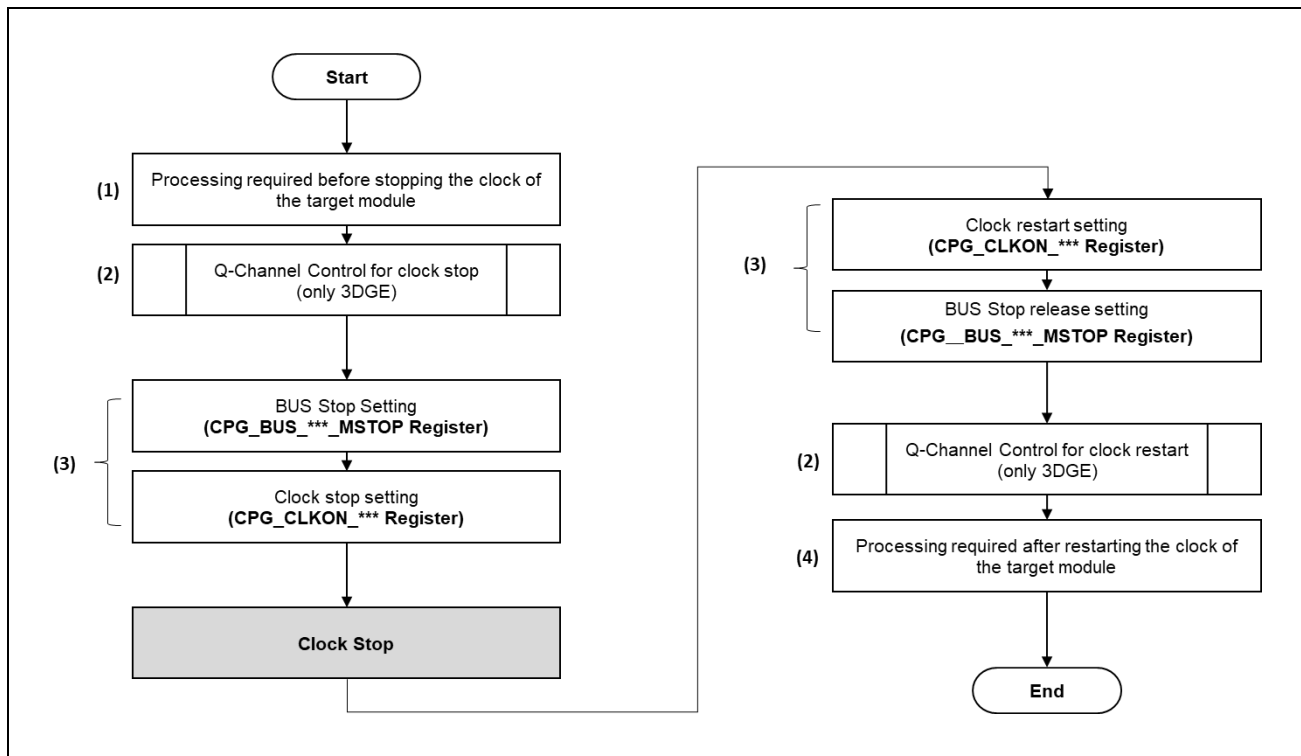 Start
(1)
Processing required before stopping the clock of
the target module
(2)
Q-Channel Control for clock stop
(only 3DGE)
(3)
BUS Stop Setting
(CPG_BUS_***_MSTOP Register)
Clock stop setting
(CPG_CLKON_*** Register)
Clock Stop
(3)
Clock restart setting
(CPG_CLKON_*** Register)
BUS Stop release setting
(CPG__BUS_***_MSTOP Register)
(2)
Q-Channel Control for clock restart
(only 3DGE)
(4)
Processing required after restarting the clock of
the target module
End